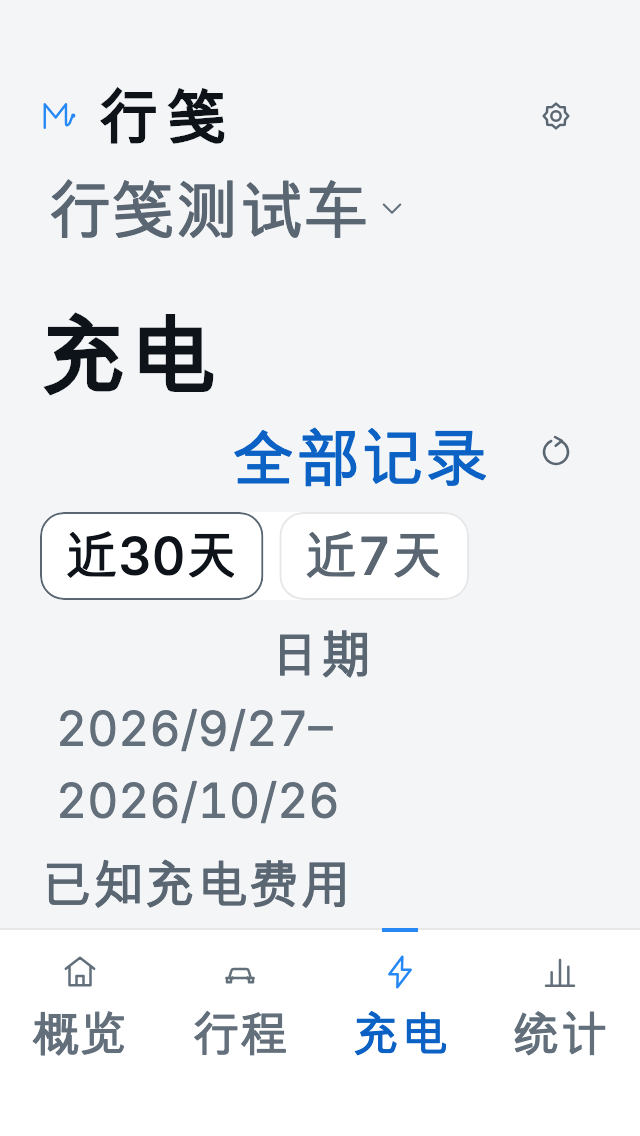 行笺
行笺测试车
充电
全部记录
近30天 近7天
日期
2026/9/27–
2026/10/26
已知充电费用
概览 行程 充电 统计